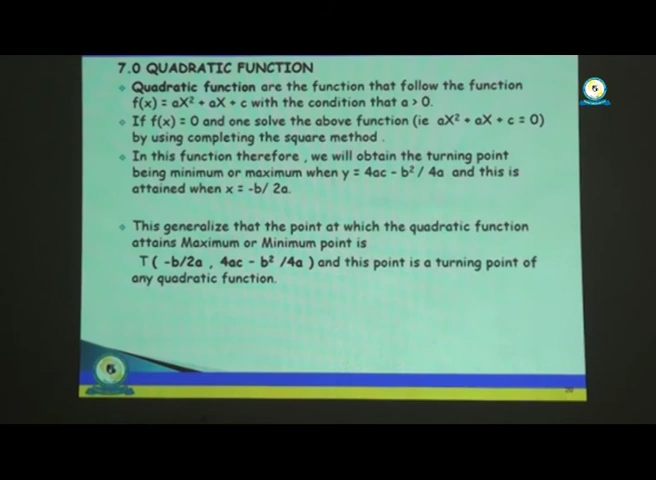 7.0 QUADRATIC FUNCTION
Quadratic function are the function that follow the function
f(x) = aX² + aX + c with the condition that a > 0.
If f(x) = 0 and one solve the above function (ie aX² + aX + c = 0)
by using completing the square method .
In this function therefore , we will obtain the turning point
being minimum or maximum when y = 4ac - b² / 4a and this is
attained when x = -b/ 2a.
This generalize that the point at which the quadratic function
attains Maximum or Minimum point is
T ( -b/2a , 4ac - b² /4a ) and this point is a turning point of
any quadratic function.